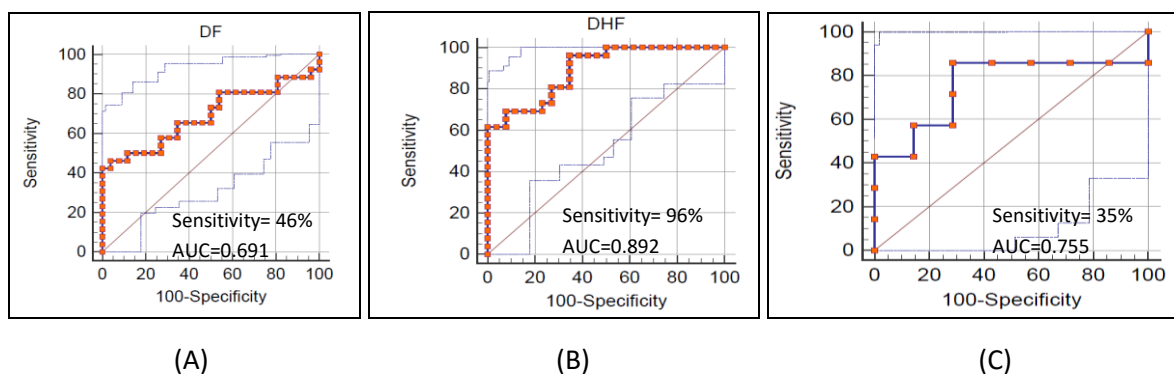 DF
100
80
60
40
20
0
Sensitivity
Sensitivity= 46%
AUC=0.691
0 20 40 60 80 100
100-Specificity
(A)
DHF
100
80
60
40
20
0
Sensitivity
Sensitivity= 96%
AUC=0.892
0 20 40 60 80 100
100-Specificity
(B)
100
80
60
40
20
0
Sensitivity
Sensitivity= 35%
AUC=0.755
0 20 40 60 80 100
100-Specificity
(C)